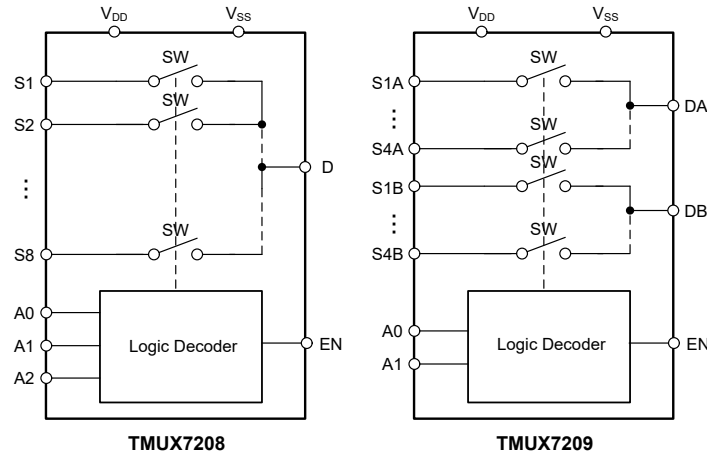 VDD
VSS
SW
S1
SW
S2
D
⋮
SW
S8
A0
A1
A2
Logic Decoder
EN
TMUX7208
VDD
VSS
SW
S1A
DA
⋮
SW
S4A
SW
S1B
DB
⋮
SW
S4B
A0
A1
Logic Decoder
EN
TMUX7209